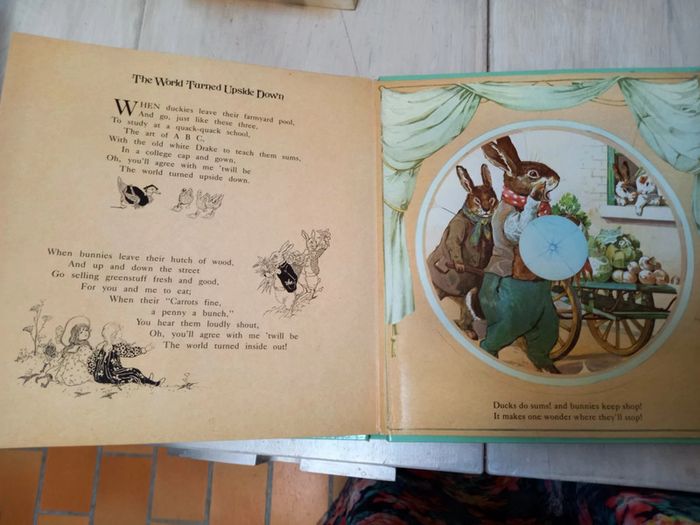 The World Turned Upside Down
WHEN duckies leave their farmyard pool,
And go, just like these three,
To study at a quack-quack school,
The art of A B C,
With the old white Drake to teach them sums,
In a college cap and gown,
Oh, you'll agree with me 'twill be
The world turned upside down.
When bunnies leave their hutch of wood,
And up and down the street
Go selling greenstuff fresh and good,
For you and me to eat;
When their "Carrots fine,
a penny a bunch,"
You hear them loudly shout,
Oh, you'll agree with me 'twill be
The world turned inside out!
Ducks do sums! and bunnies keep shop!
It makes one wonder where they'll stop!